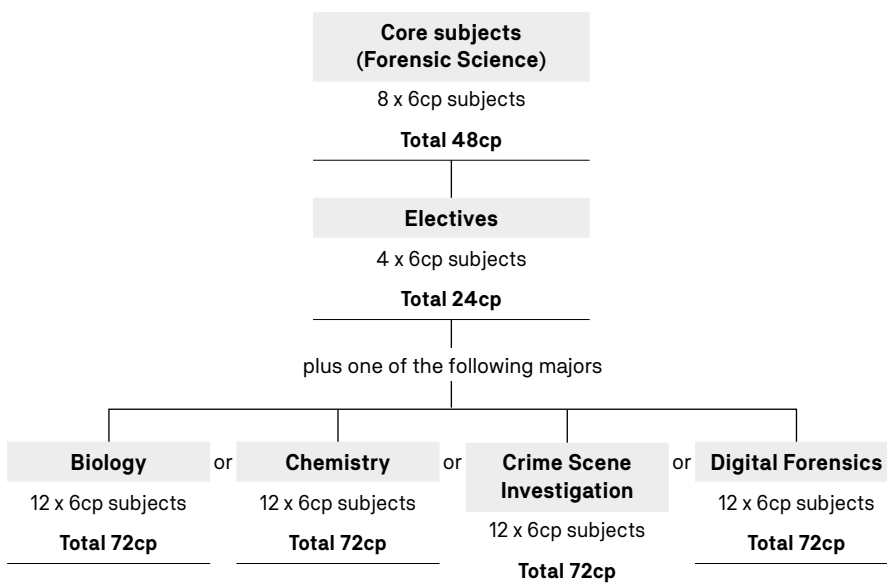 Core subjects
(Forensic Science)
8 x 6cp subjects
Total 48cp
Electives
4 x 6cp subjects
Total 24cp
plus one of the following majors
Biology
12 x 6cp subjects
Total 72cp
or
Chemistry
12 x 6cp subjects
Total 72cp
or
Crime Scene
Investigation
12 x 6cp subjects
Total 72cp
or
Digital Forensics
12 x 6cp subjects
Total 72cp